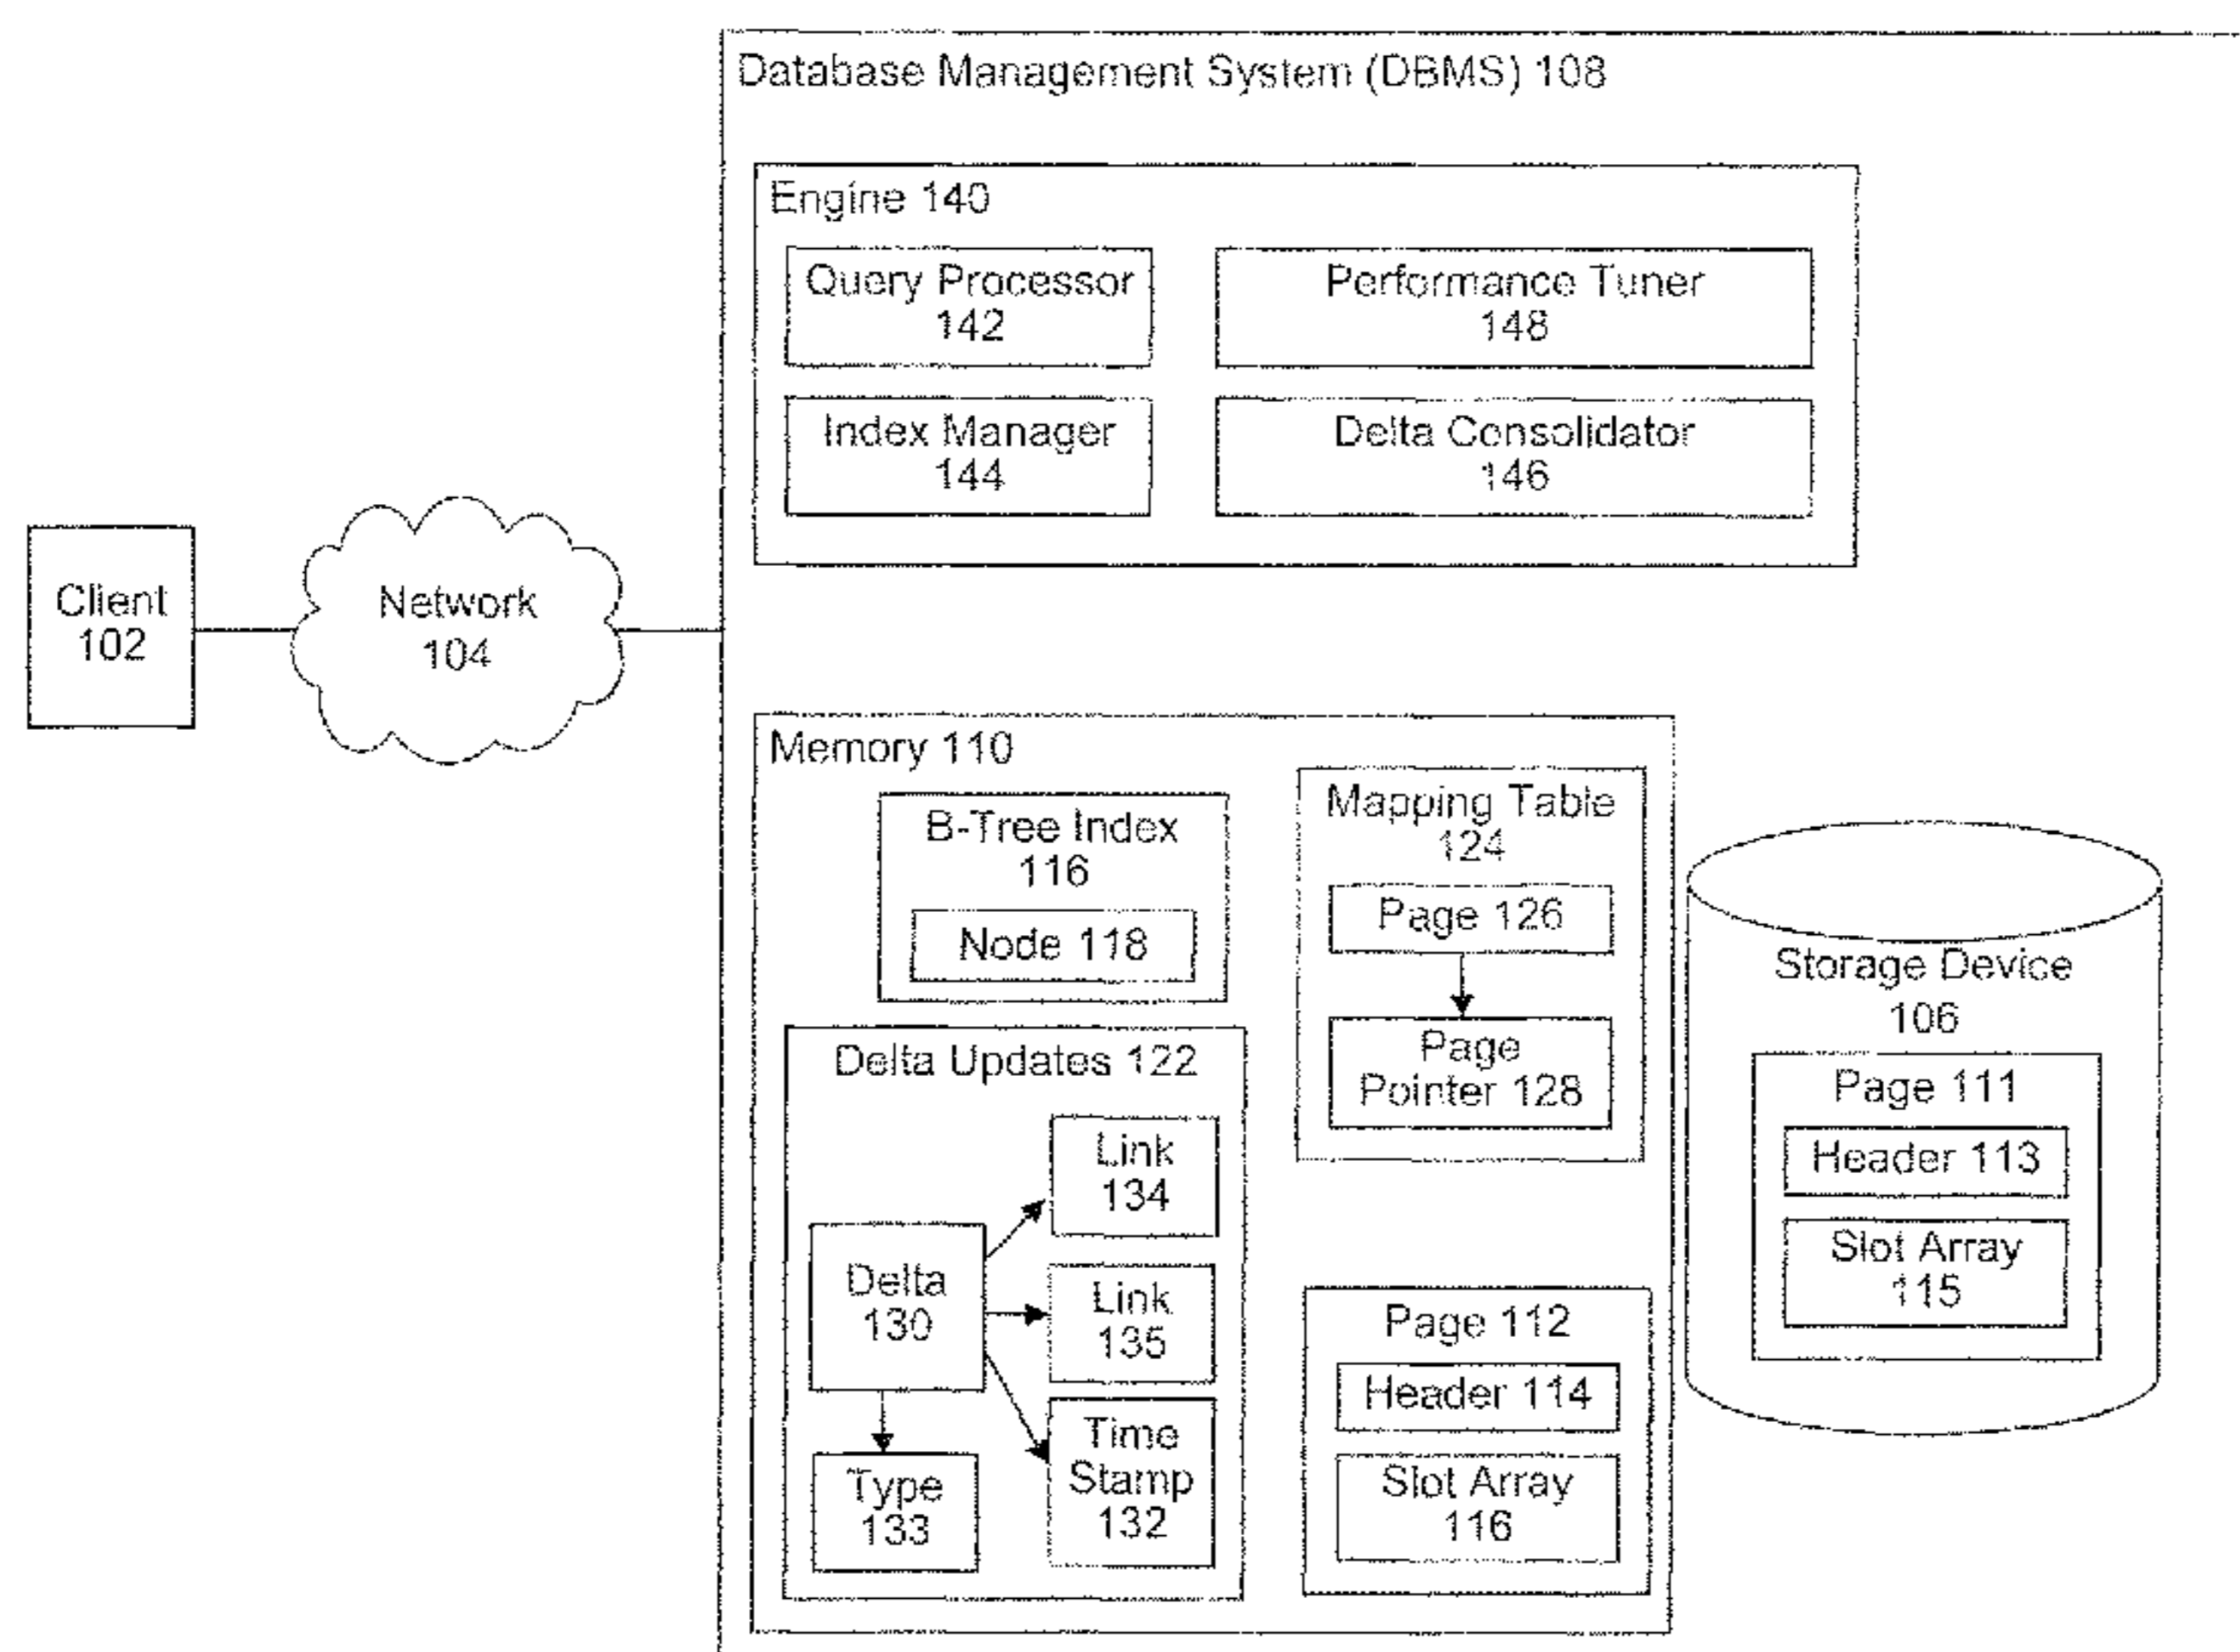 Database Management System (DBMS) 108
Engine 140
Query Processor
142
Performance Tuner
148
Index Manager
144
Delta Consolidator
146
Client
102
Network
104
Memory 110
B-Tree Index
116
Node 118
Mapping Table
124
Page 126
Page
Pointer 128
Storage Device
106
Page 111
Header 113
Slot Array
115
Delta Updates 122
Link
134
Delta
130
Link
135
Time
Stamp
132
Type
133
Page 112
Header 114
Slot Array
116